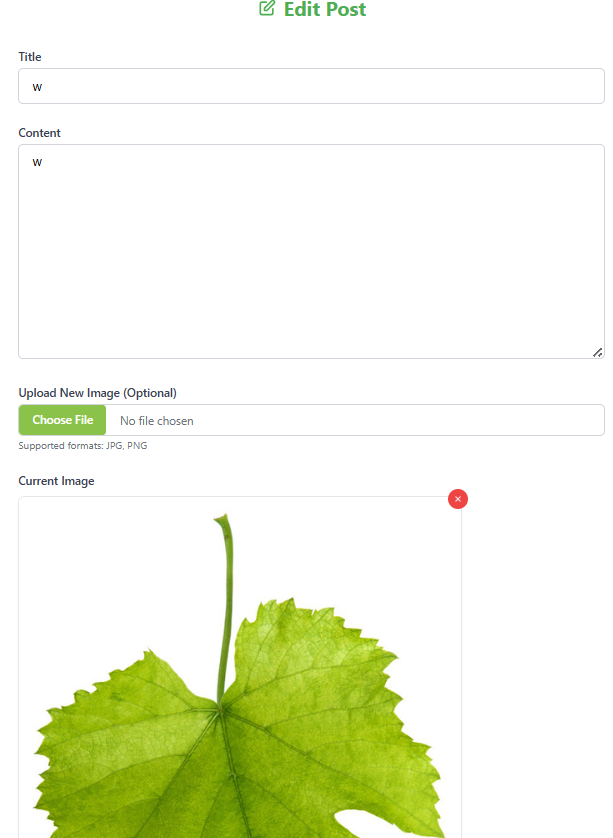 Edit Post
Title
w
Content
w
Upload New Image (Optional)
Choose File No file chosen
Supported formats: JPG, PNG
Current Image